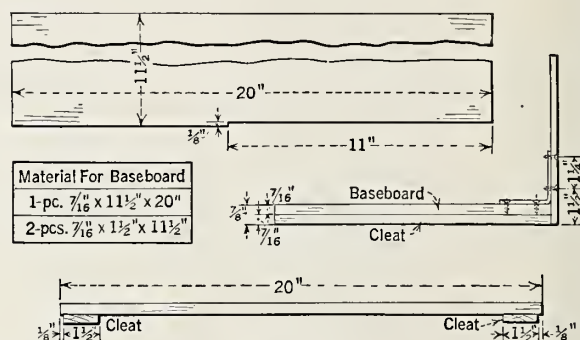 11½"
20"
⅛"
11"
Material For Baseboard
1-pc. 7/16" x 11½" x 20"
2-pcs. 7/16" x 1½" x 11½"
7/16"
Baseboard
7/8"
7/16
Cleat
1½" 1¼"
20"
Cleat
Cleat
⅛" 1½"
1½" ⅛"